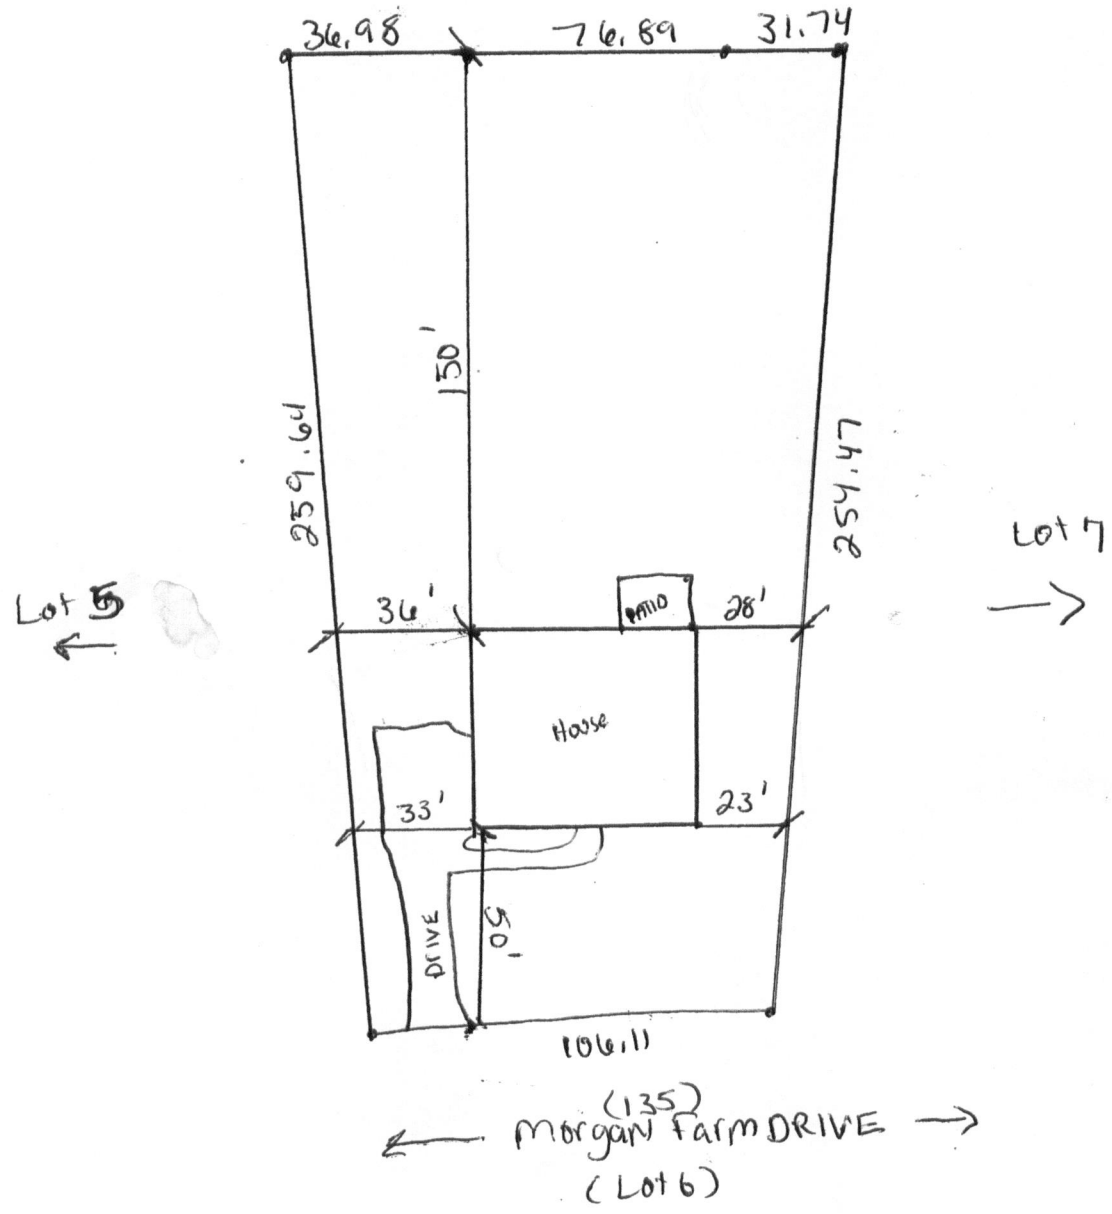 36.98 76.89 31.74
150'
259.64
254.47
Lot 7
Lot 5
36'
PATIO
28'
House
33'
23'
DRIVE
50'
106.11
(135)
Morgan Farm DRIVE
(Lot 6)